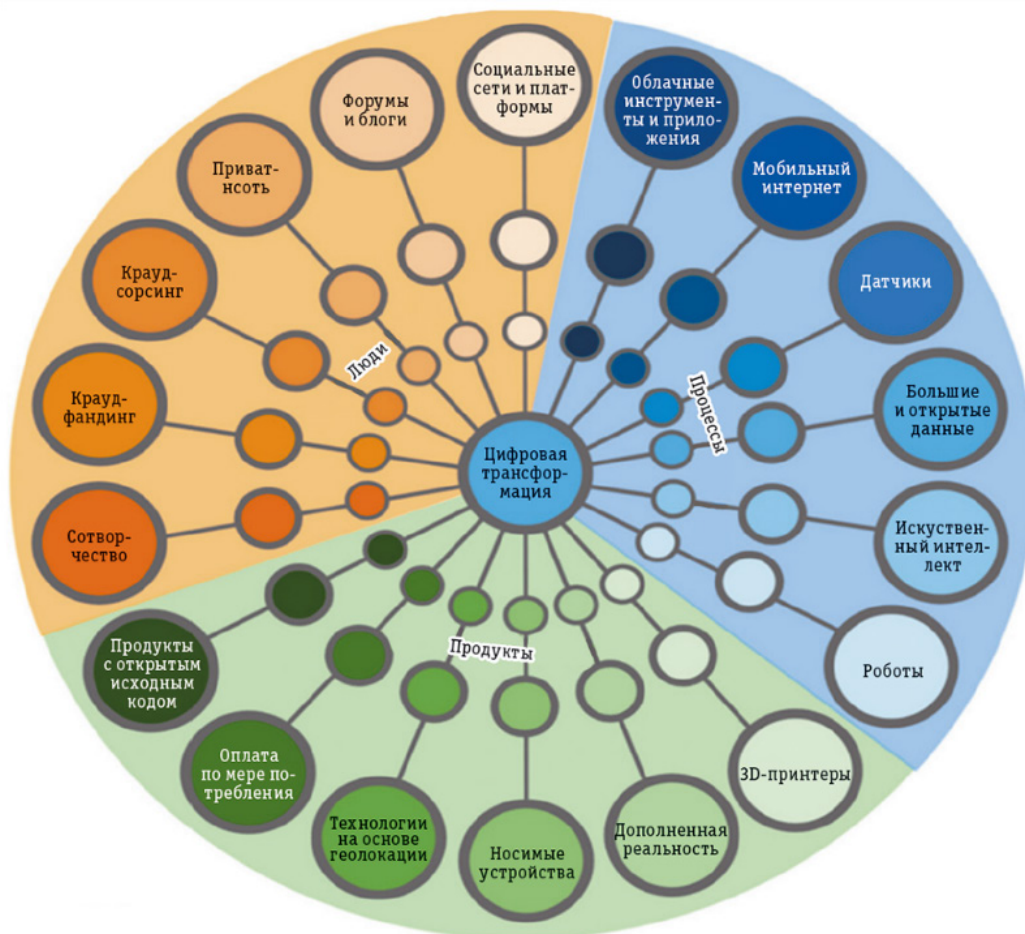 Социальные
сети и плат-
формы
Форумы
и блоги
Приват-
нсоть
Крауд-
сорсинг
Крауд-
фандинг
Сотвор-
чество
Люди
Облачные
инструмен-
ты и прило-
жения
Мобильный
интернет
Датчики
Большие
и открытые
данные
Искуствен-
ный интел-
лект
Роботы
Процессы
Цифровая
трансфор-
мация
Продукты
Продукты
с открытым
исходным
кодом
Оплата
по мере по-
требления
Технологии
на основе
геолокации
Носимые
устройства
Дополненная
реальность
3D-принтеры